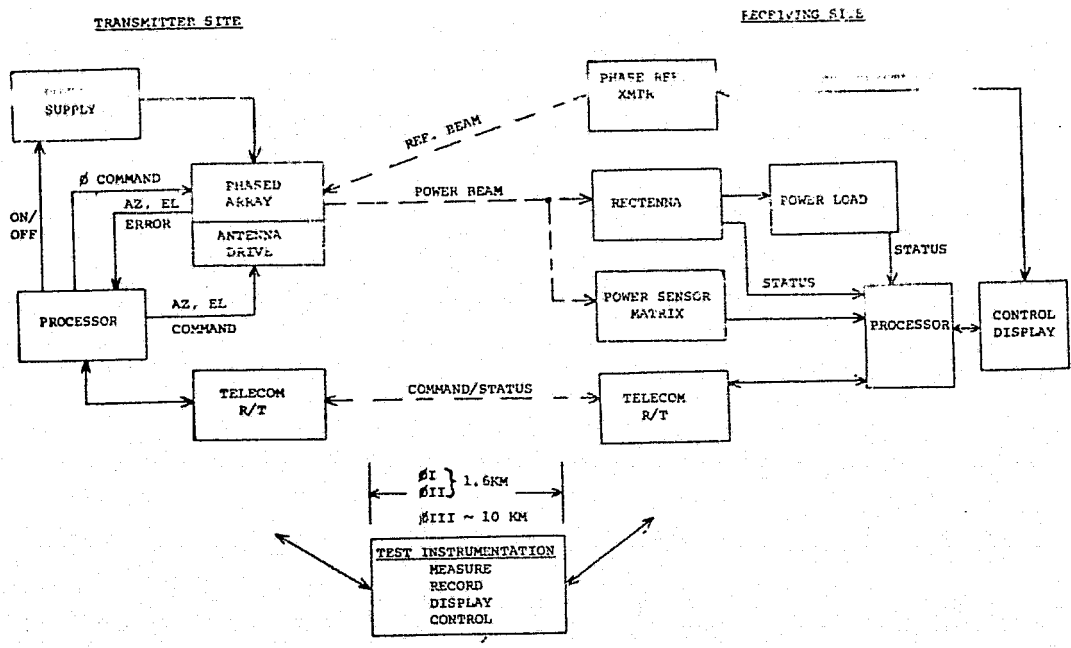 TRANSMITTER SITE
RECEIVING SITE
SUPPLY
PHASE REF.
XMTR
REF. BEAM
Ø COMMAND
PHASED
ARRAY
POWER BEAM
RECTENNA
POWER LOAD
ON/
OFF
AZ, EL
ERROR
ANTENNA
DRIVE
STATUS
STATUS
PROCESSOR
AZ, EL
COMMAND
POWER SENSOR
MATRIX
PROCESSOR
CONTROL
DISPLAY
TELECOM
R/T
COMMAND/STATUS
TELECOM
R/T
ØI
ØII } 1.6KM
ØIII ~ 10 KM
TEST INSTRUMENTATION
MEASURE
RECORD
DISPLAY
CONTROL